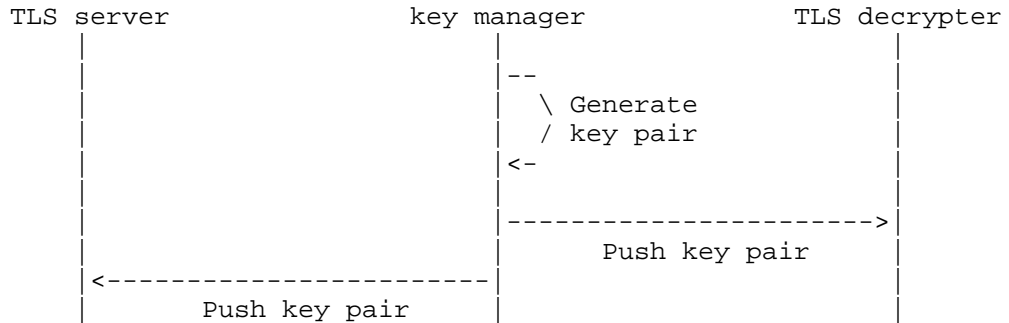 TLS server key manager TLS decrypter
\ Generate
/ key pair
Push key pair
Push key pair